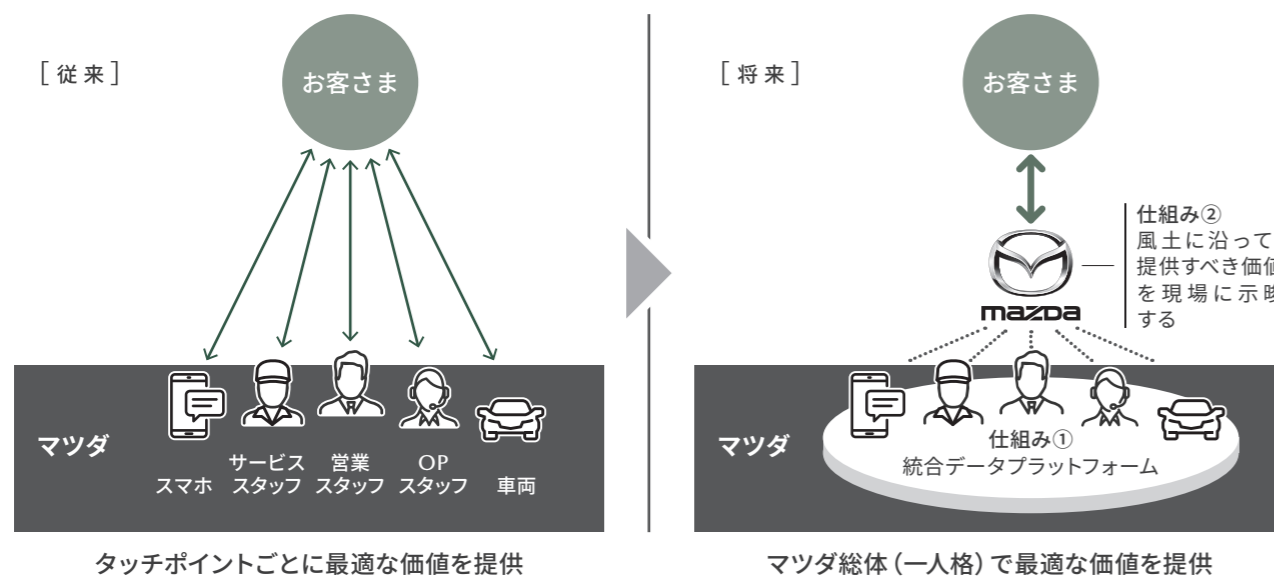 [従来]
お客さま
マツダ
スマホ
サービス
スタッフ
営業
スタッフ
OP
スタッフ
車両
タッチポイントごとに最適な価値を提供
[将来]
お客さま
mazDa
仕組み②
風土に沿って
提供すべき価値
を現場に示
する
マツダ
仕組み①
統合データプラットフォーム
マツダ総体(一人格)で最適な価値を提供